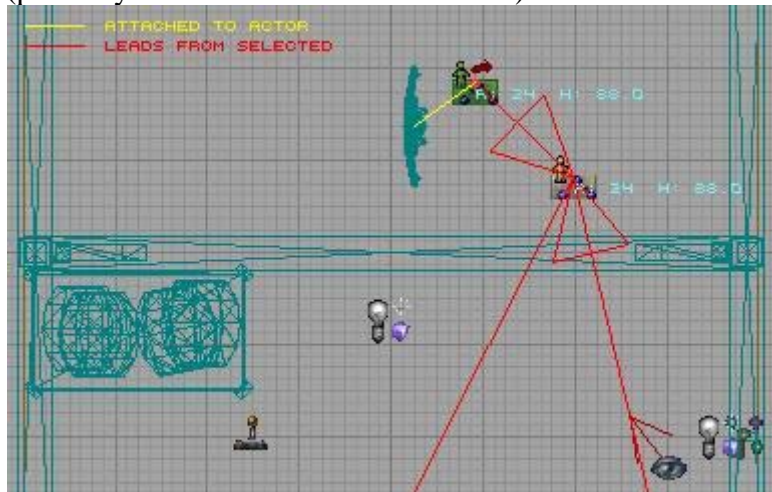 ATTACHED TO ACTOR
LEADS FROM SELECTED
R: 24 H: 88.0
R: 24 H: 88.0